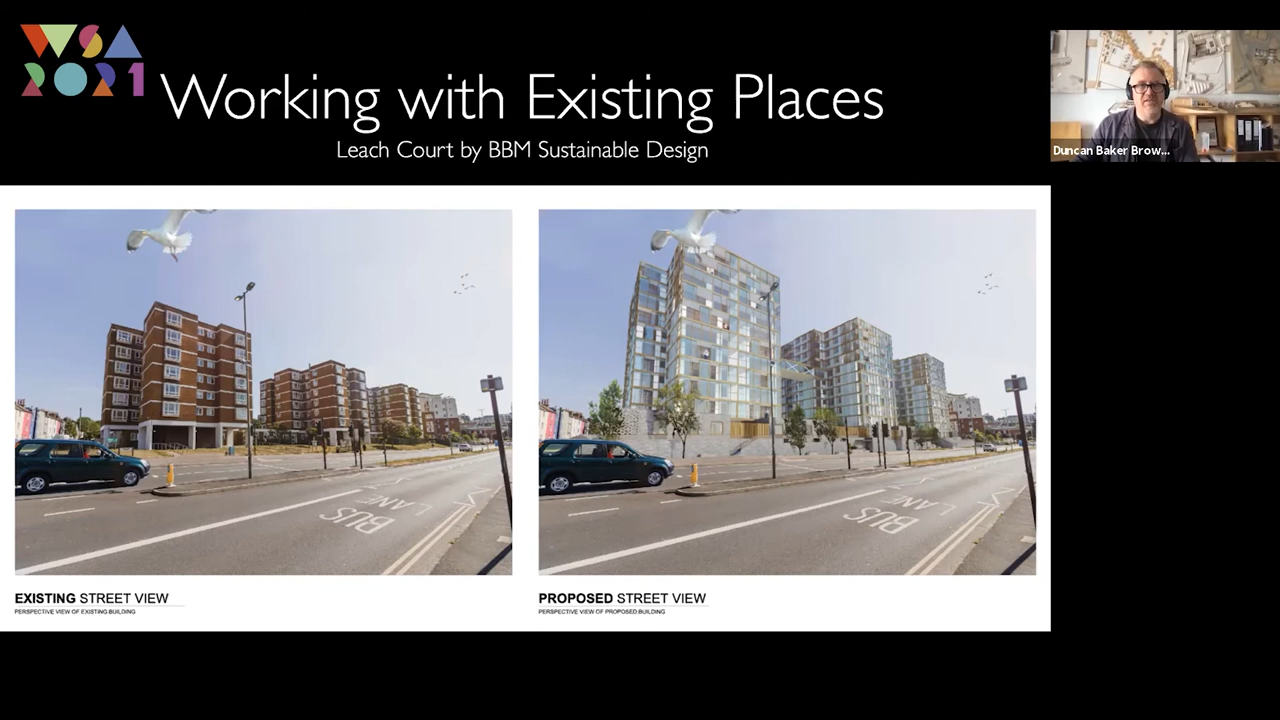 WSA
2021
Working with Existing Places
Leach Court by BBM Sustainable Design
Duncan Baker Brow...
BUS
LANE
BUS
LANE
EXISTING STREET VIEW
PERSPECTIVE VIEW OF EXISTING BUILDING
PROPOSED STREET VIEW
PERSPECTIVE VIEW OF PROPOSED BUILDING